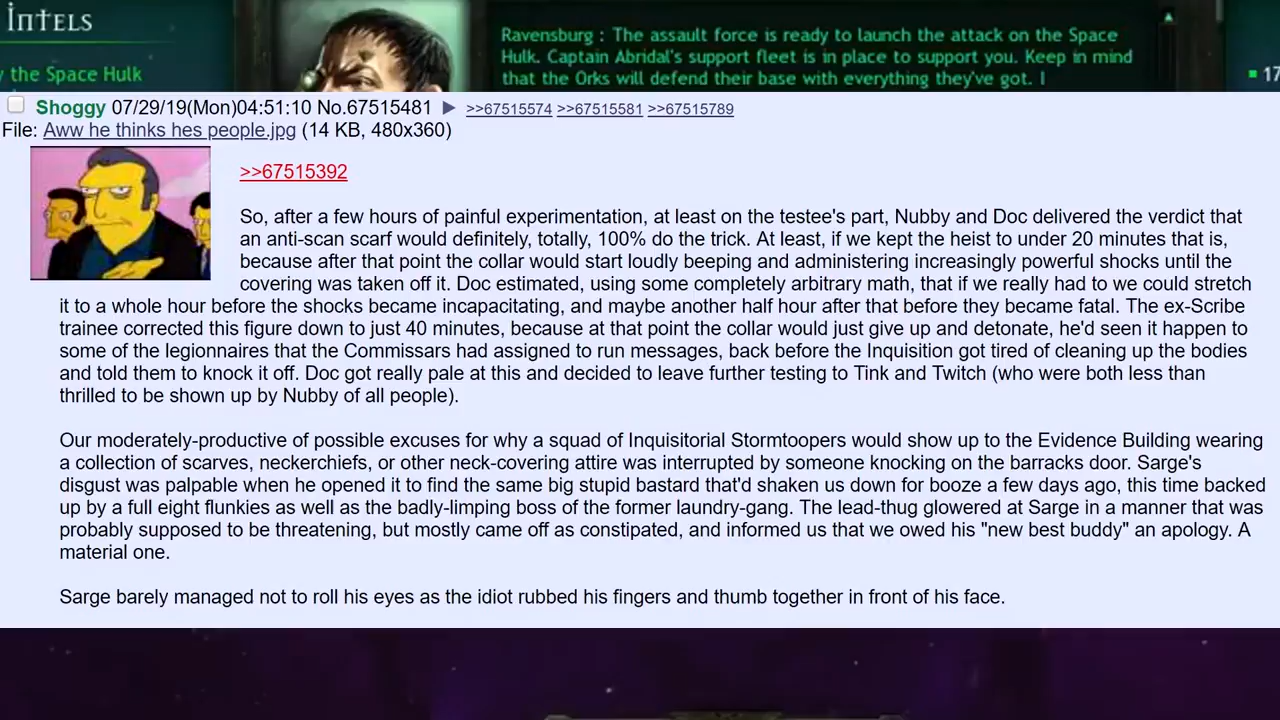 INTELS
y the Space Hulk
Ravensburg : The assault force is ready to launch the attack on the Space
Hulk. Captain Abridal's support fleet is in place to support you. Keep in mind
that the Orks will defend their base with everything they've got. I
17
Shoggy 07/29/19(Mon)04:51:10 No.67515481 ▶ >>67515574 >>67515581 >>67515789
File: Aww he thinks hes people.jpg (14 KB, 480x360)
>>67515392
So, after a few hours of painful experimentation, at least on the testee's part, Nubby and Doc delivered the verdict that
an anti-scan scarf would definitely, totally, 100% do the trick. At least, if we kept the heist to under 20 minutes that is,
because after that point the collar would start loudly beeping and administering increasingly powerful shocks until the
covering was taken off it. Doc estimated, using some completely arbitrary math, that if we really had to we could stretch
it to a whole hour before the shocks became incapacitating, and maybe another half hour after that before they became fatal. The ex-Scribe
trainee corrected this figure down to just 40 minutes, because at that point the collar would just give up and detonate, he'd seen it happen to
some of the legionnaires that the Commissars had assigned to run messages, back before the Inquisition got tired of cleaning up the bodies
and told them to knock it off. Doc got really pale at this and decided to leave further testing to Tink and Twitch (who were both less than
thrilled to be shown up by Nubby of all people).
Our moderately-productive of possible excuses for why a squad of Inquisitorial Stormtoopers would show up to the Evidence Building wearing
a collection of scarves, neckerchiefs, or other neck-covering attire was interrupted by someone knocking on the barracks door. Sarge's
disgust was palpable when he opened it to find the same big stupid bastard that'd shaken us down for booze a few days ago, this time backed
up by a full eight flunkies as well as the badly-limping boss of the former laundry-gang. The lead-thug glowered at Sarge in a manner that was
probably supposed to be threatening, but mostly came off as constipated, and informed us that we owed his "new best buddy" an apology. A
material one.
Sarge barely managed not to roll his eyes as the idiot rubbed his fingers and thumb together in front of his face.